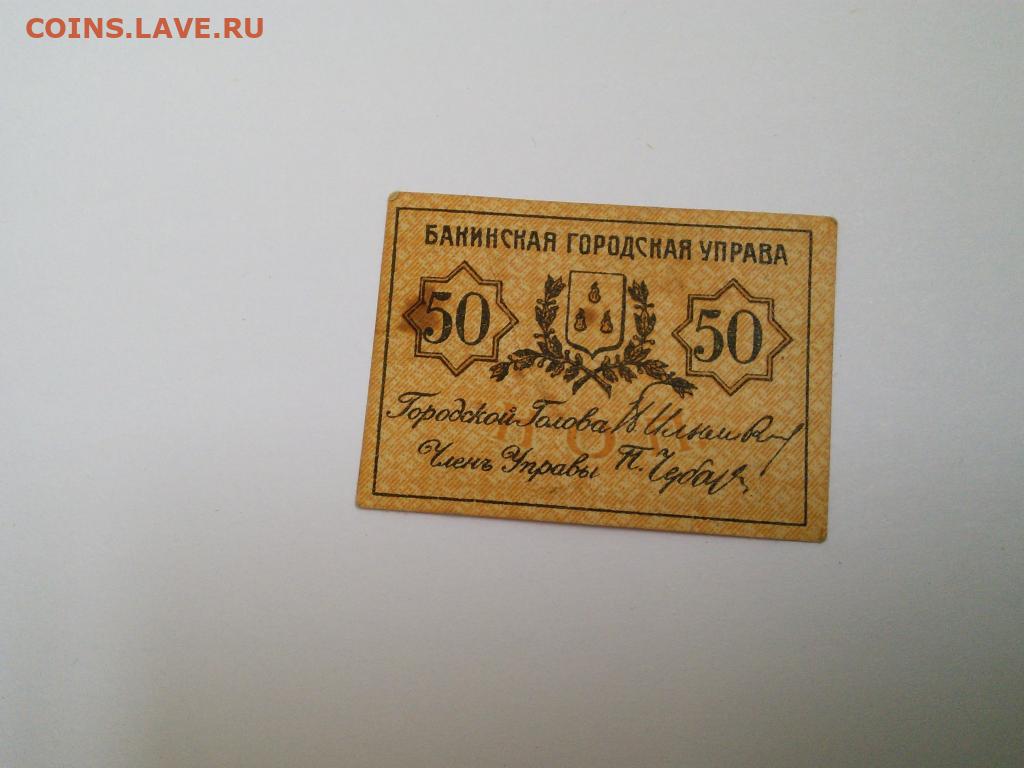 COINS.LAVE.RU
БАКИНСКАЯ ГОРОДСКАЯ УПРАВА
50 50
Городской Голова
Членъ Управы П.